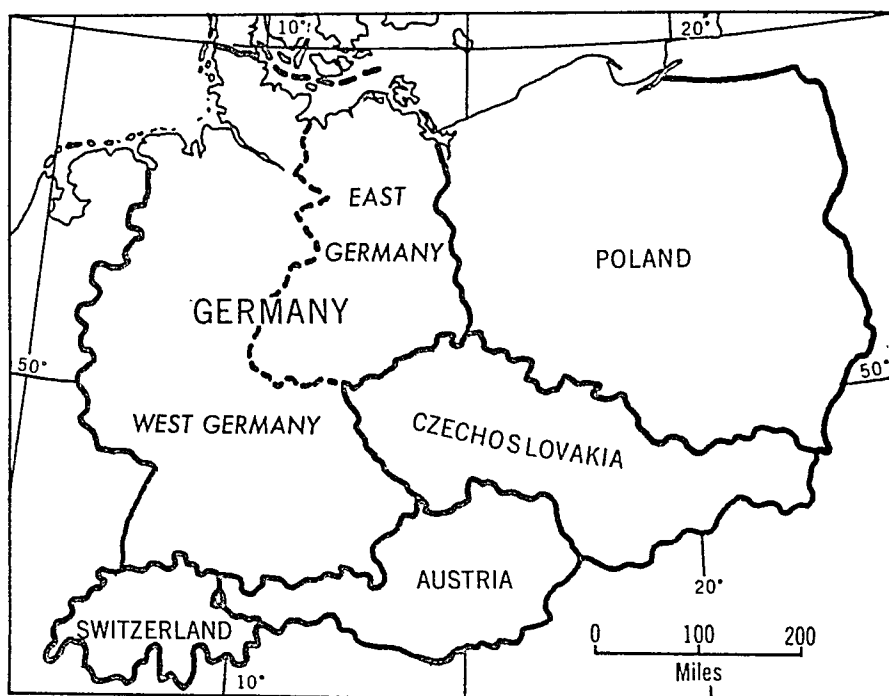 10°
20°
EAST
GERMANY
POLAND
GERMANY
50°
50°
WEST GERMANY
CZECHOSLOVAKIA
AUSTRIA
20°
SWITZERLAND
0 100 200
Miles
10°